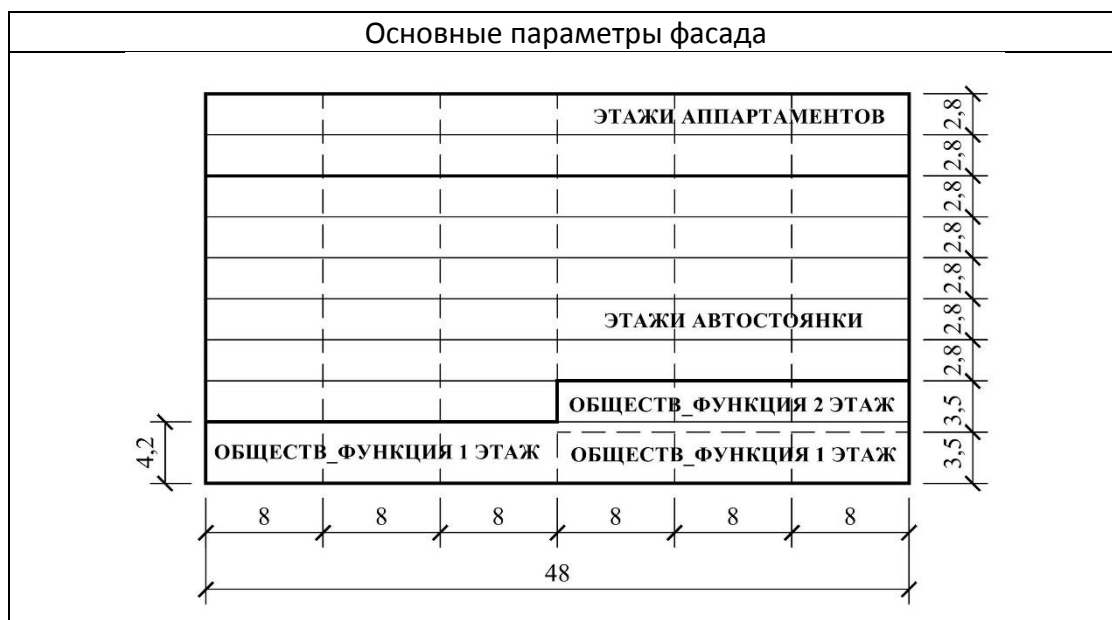 Основные параметры фасада
ЭТАЖИ АППАРТАМЕНТОВ
2,8
2,8
2,8
2,8
2,8
ЭТАЖИ АВТОСТОЯНКИ
2,8
2,8
ОБЩЕСТВ_ФУНКЦИЯ 2 ЭТАЖ
3,5
4,2
ОБЩЕСТВ_ФУНКЦИЯ 1 ЭТАЖ
ОБЩЕСТВ_ФУНКЦИЯ 1 ЭТАЖ
3,5
8 8 8 8 8 8
48